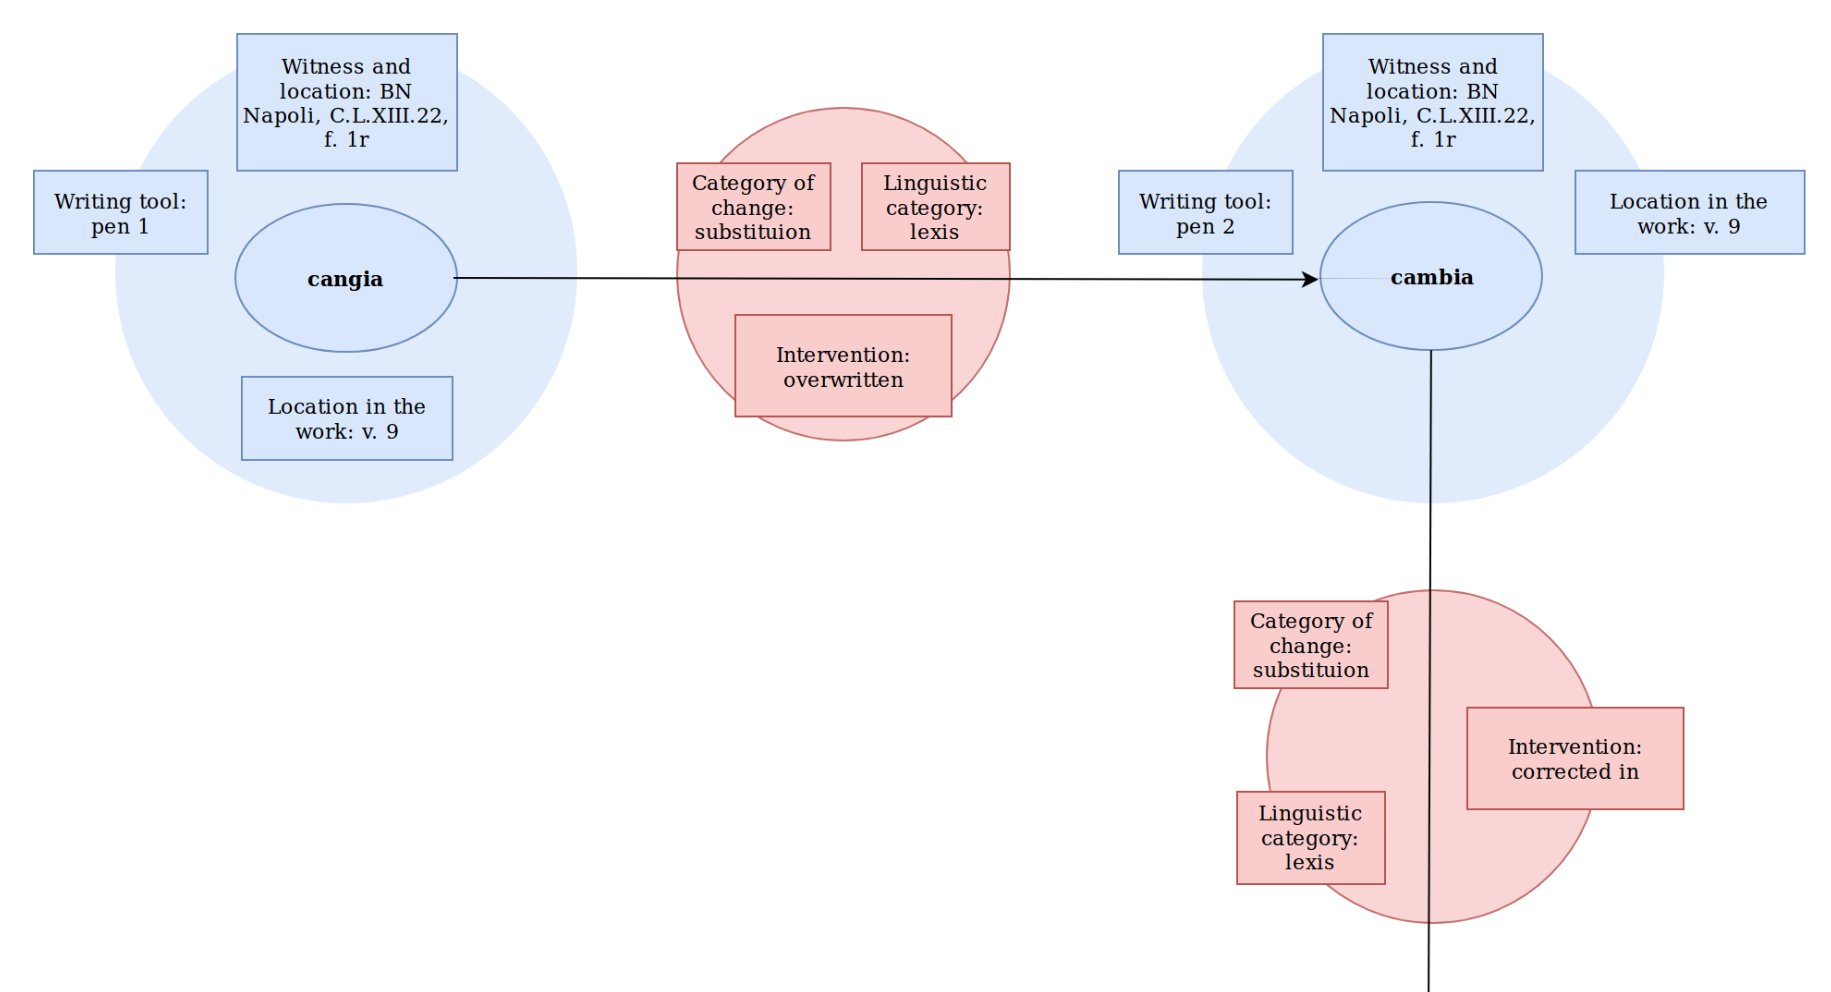 Witness and
location: BN
Napoli, C.L.XIII.22,
f. 1r
Writing tool:
pen 1
cangia
Location in the
work: v. 9
Category of
change:
substituion
Linguistic
category:
lexis
Intervention:
overwritten
Witness and
location: BN
Napoli, C.L.XIII.22,
f. 1r
Writing tool:
pen 2
Location in the
work: v. 9
cambia
Category of
change:
substituion
Intervention:
corrected in
Linguistic
category:
lexis